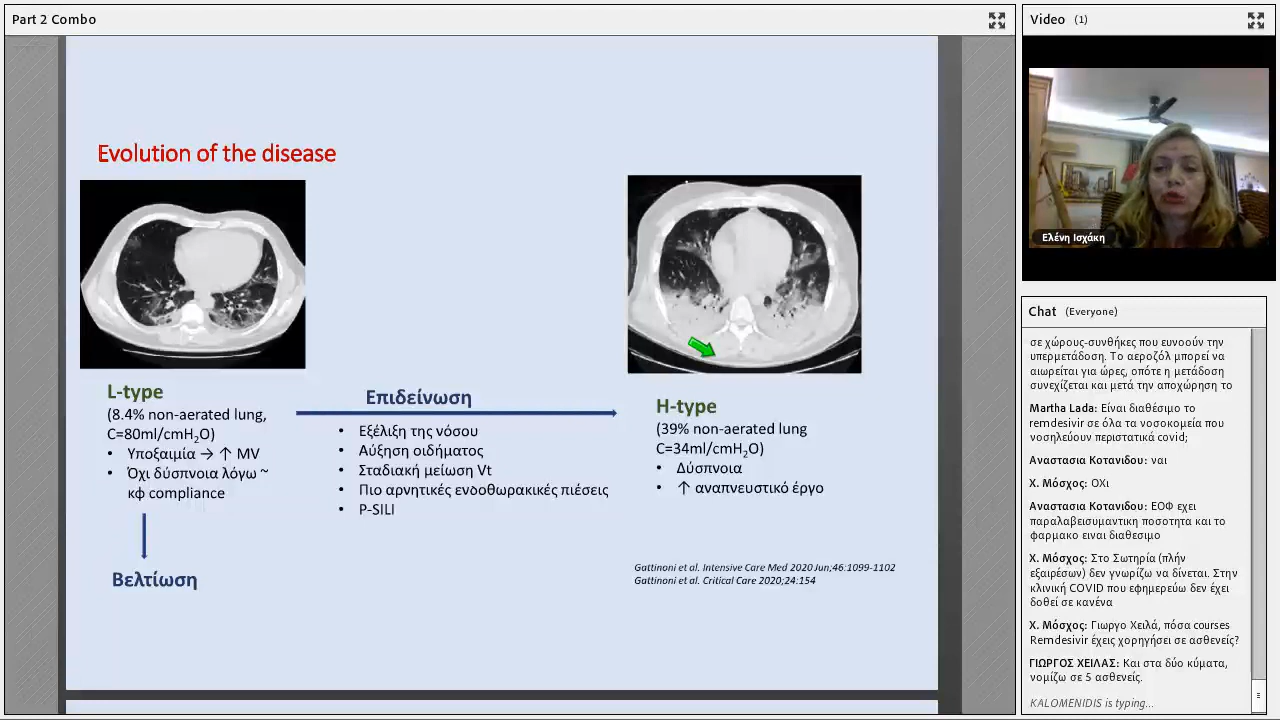 Part 2 Combo
Evolution of the disease
L-type
(8.4% non-aerated lung,
C=80ml/cmH2O)
• Υποξαιμία → ↑ MV
• Όχι δύσπνοια λόγω ~
κφ compliance
Βελτίωση
Επιδείνωση
• Εξέλιξη της νόσου
• Αύξηση οιδήματος
• Σταδιακή μείωση Vt
• Πιο αρνητικές ενδοθωρακικές πιέσεις
• P-SILI
H-type
(39% non-aerated lung
C=34ml/cmH2O)
• Δύσπνοια
• ↑ αναπνευστικό έργο
Gattinoni et al. Intensive Care Med 2020 Jun;46:1099-1102
Gattinoni et al. Critical Care 2020;24:154
Video (1)
Ελένη Ισχάκη
Chat (Everyone)
σε χώρους-συνθήκες που ευνοούν την
υπερμετάδοση. Το αεροζόλ μπορεί να
αιωρείται για ώρες, οπότε η μετάδοση
συνεχίζεται και μετά την αποχώρηση το
Martha Lada: Είναι διαθέσιμο το
remdesivir σε όλα τα νοσοκομεία που
νοσηλεύουν περιστατικά covid;
Αναστασια Κοτανιδου: ναι
Χ. Μόσχος: ΟΧι
Αναστασια Κοτανιδου: ΕΟΦ εχει
παραλαβεισυμαντικη ποσοτητα και το
φαρμακο ειναι διαθεσιμο
Χ. Μόσχος: Στο Σωτηρία (πλήν
εξαιρέσων) δεν γνωρίζω να δίνεται. Στην
κλινική COVID που εφημερεύω δεν έχει
δοθεί σε κανένα
Χ. Μόσχος: Γιωργο Χειλά, πόσα courses
Remdesivir έχεις χορηγήσει σε ασθενείς?
ΓΙΩΡΓΟΣ ΧΕΙΛΑΣ: Και στα δύο κύματα,
νομίζω σε 5 ασθενείς.
KALOMENIDIS is typing...